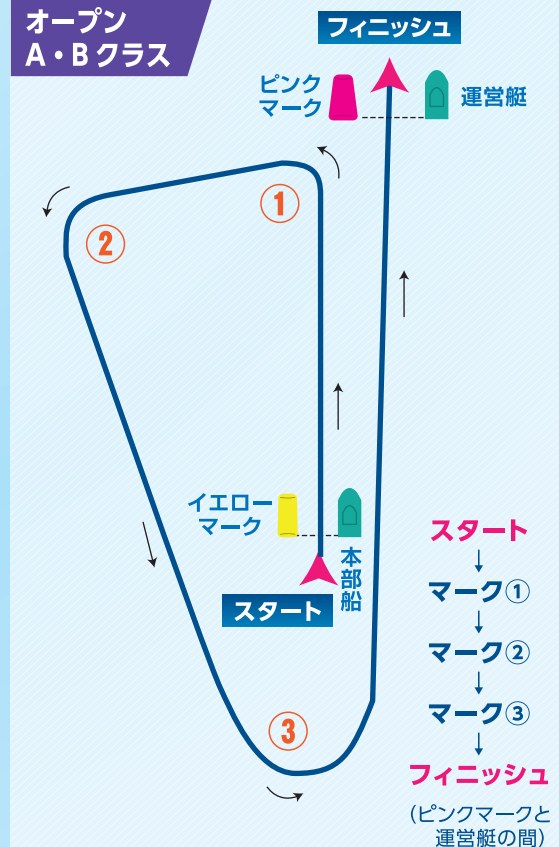 オープン
A・Bクラス
フィニッシュ
ピンク
マーク
運営艇
①
②
イエロー
マーク
本部船
スタート
③
スタート
↓
マーク①
↓
マーク②
↓
マーク③
↓
フィニッシュ
(ピンクマークと
運営艇の間)